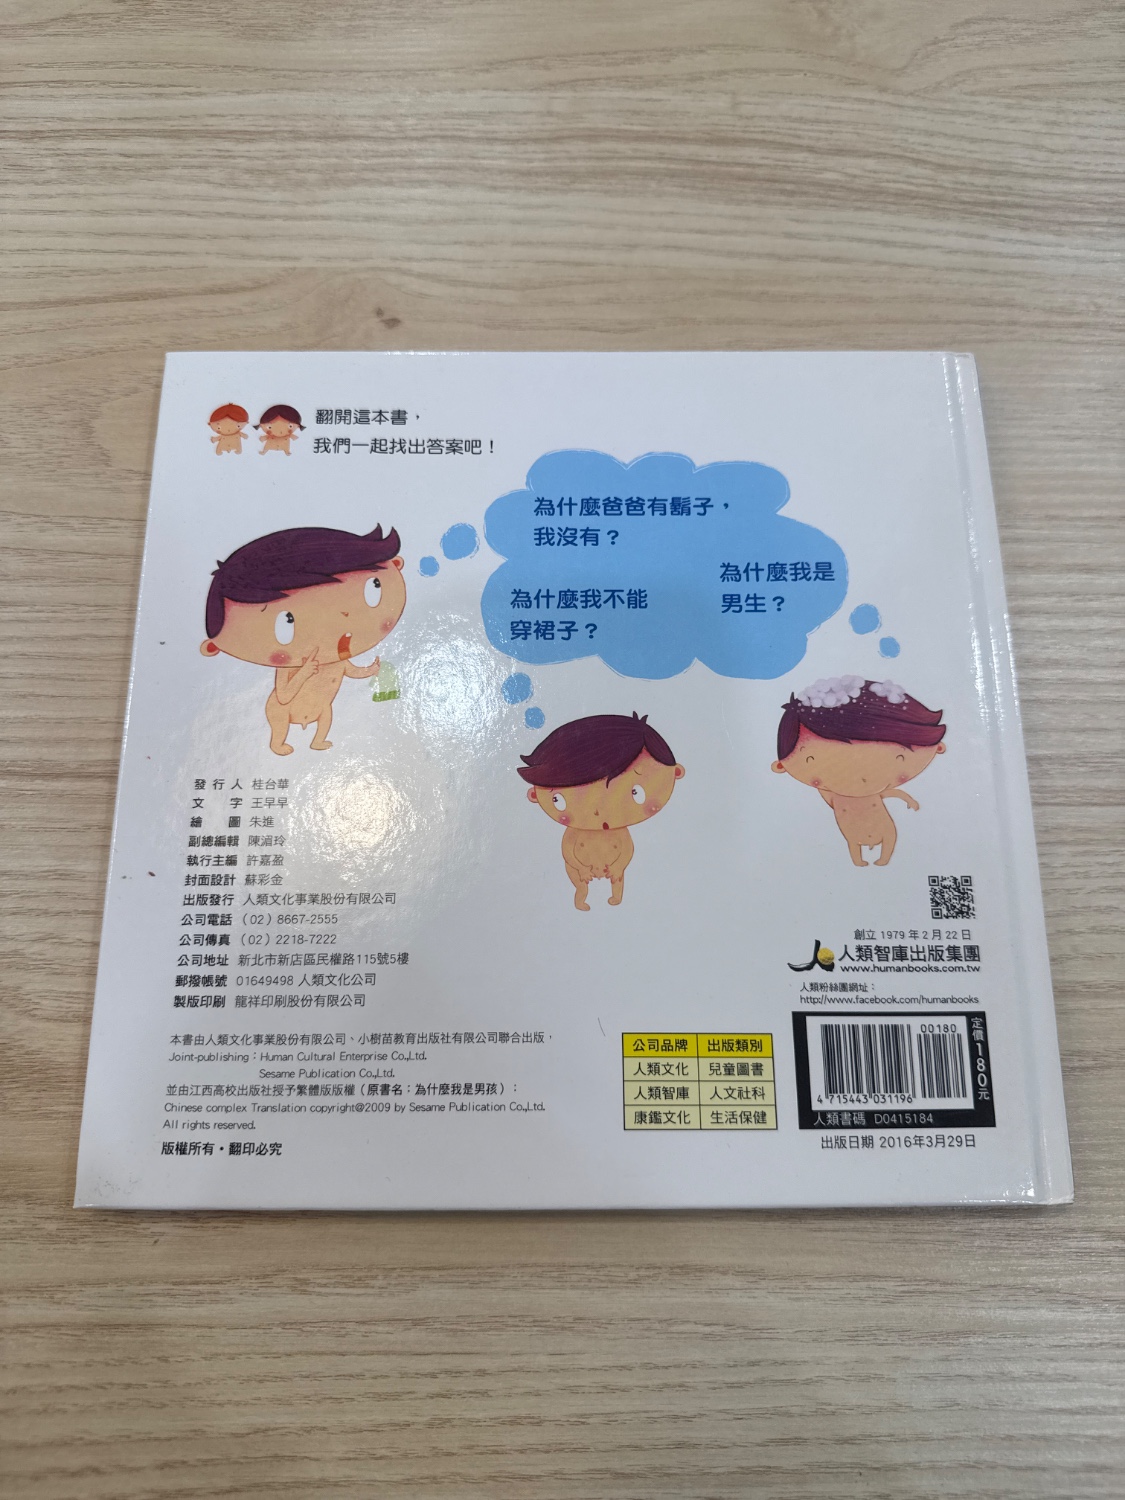 翻開這本書，
我們一起找出答案吧！
為什麼爸爸有鬍子，
我沒有？
為什麼我是
男生？
為什麼我不能
穿裙子？
發行人 桂台華
文字 王早早
繪圖 朱進
副總編輯 陳湄玲
執行主編 許嘉盈
封面設計 蘇彩金
出版發行 人類文化事業股份有限公司
公司電話（02）8667-2555
公司傳真（02）2218-7222
公司地址 新北市新店區民權路115號5樓
郵撥帳號 01649498 人類文化公司
製版印刷 龍祥印刷股份有限公司
本書由人類文化事業股份有限公司、小樹苗教育出版社有限公司聯合出版，
Joint-publishing：Human Cultural Enterprise Co.,Ltd.
Sesame Publication Co.,Ltd.
並由江西高校出版社授予繁體版版權（原書名：為什麼我是男孩）；
Chinese complex Translation copyright@2009 by Sesame Publication Co.,Ltd.
All rights reserved.
版權所有・翻印必究
公司品牌 出版類別
人類文化 兒童圖書
人類智庫 人文社科
康鑑文化 生活保健
創立 1979 年 2 月 22 日
人類智庫出版集團
www.humanbooks.com.tw
人類粉絲團網址：
http://www.facebook.com/humanbooks
00180
定價180元
4 715443 031196
人類書碼 D0415184
出版日期 2016年3月29日